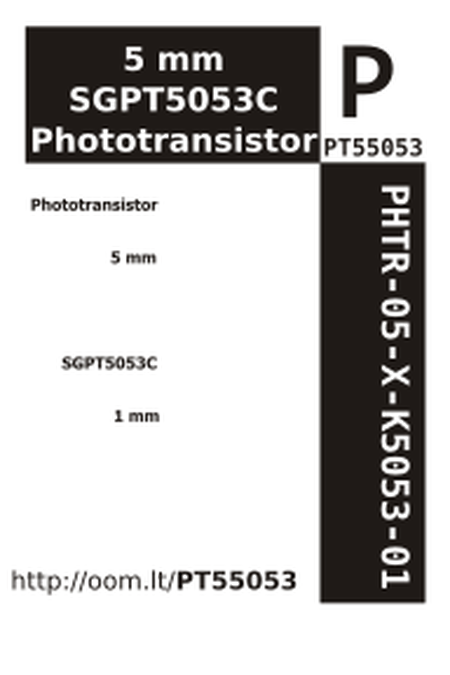 5 mm
SGPT5053C
Phototransistor
P
PT55053
PHTR-05-X-K5053-01
Phototransistor
5 mm
SGPT5053C
1 mm
http://oom.lt/PT55053